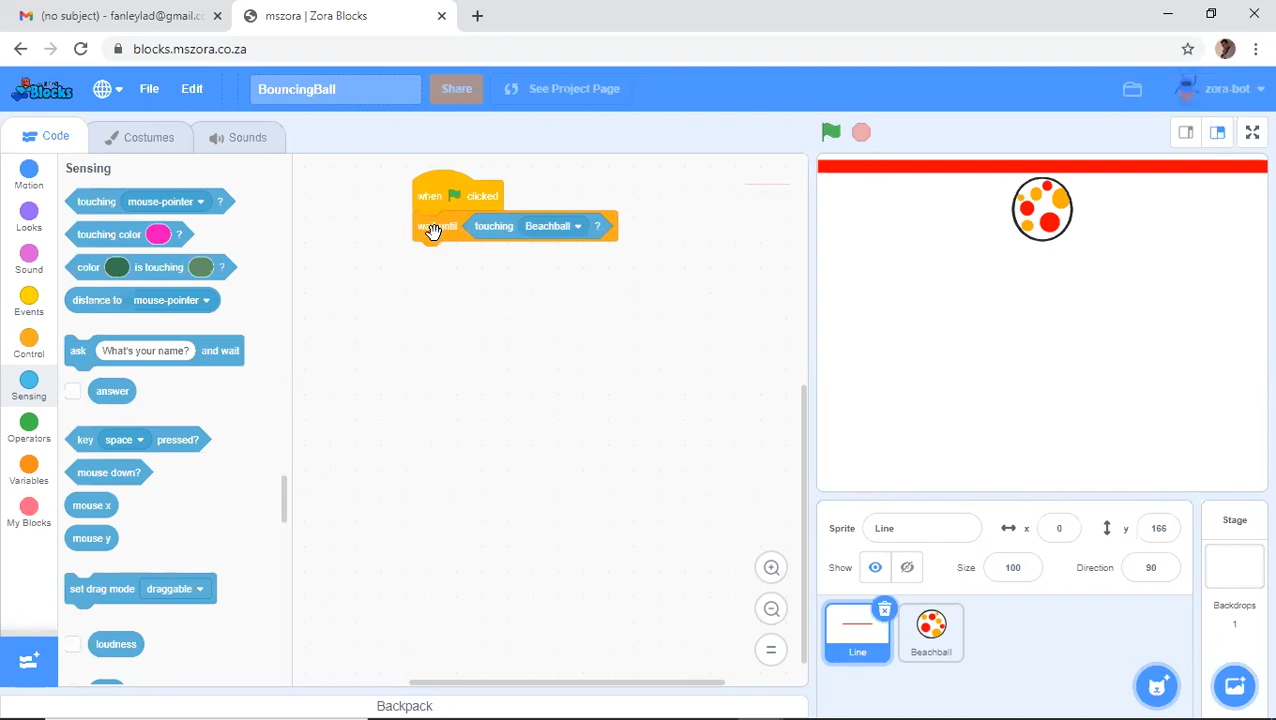 (no subject) - fanleylad@gmail.c
mszora | Zora Blocks
blocks.mszora.co.za
Blocks
File
Edit
BouncingBall
Share
See Project Page
zora-bot
Code
Costumes
Sounds
Motion
Looks
Sound
Events
Control
Sensing
Operators
Variables
My Blocks
Sensing
touching mouse-pointer ?
touching color ?
color is touching ?
distance to mouse-pointer
ask What's your name? and wait
answer
key space pressed?
mouse down?
mouse x
mouse y
set drag mode draggable
loudness
when clicked
until touching Beachball ?
Sprite Line x 0 y 166
Show Size 100 Direction 90
Line
Beachball
Stage
Backdrops
1
Backpack